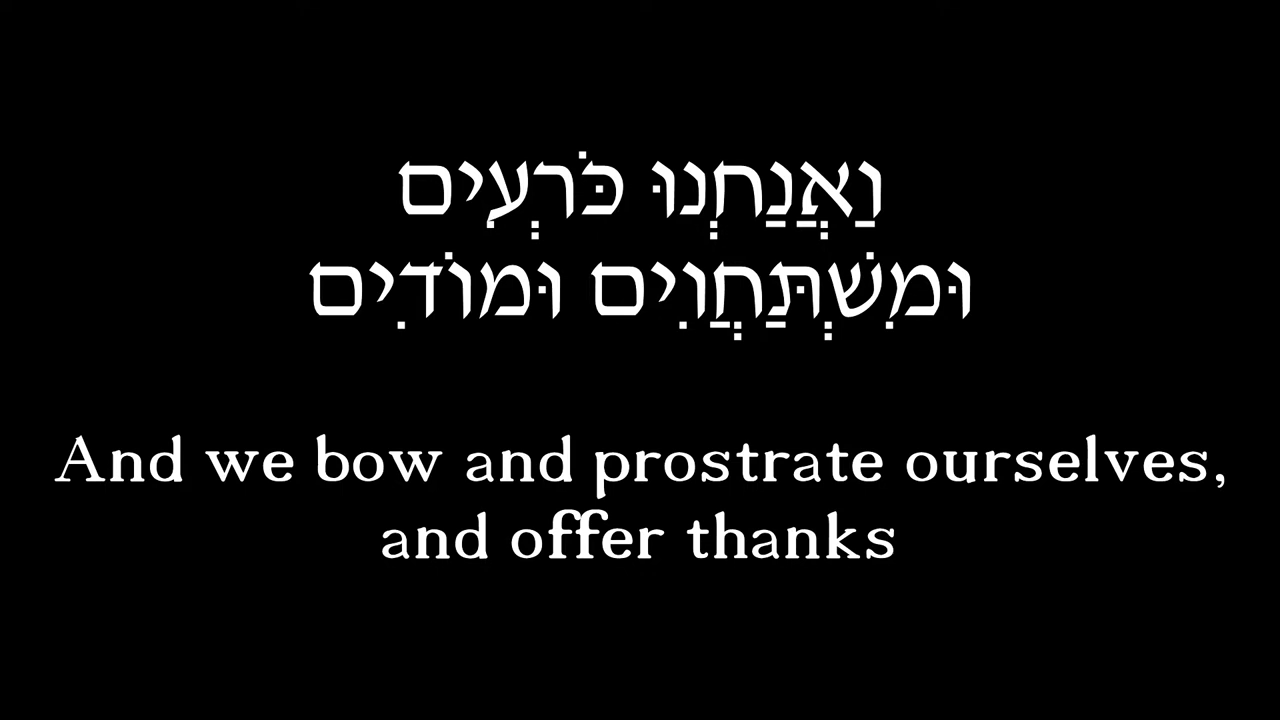 וַאֲנַחְנוּ כֹּרְעִים
וּמִשְׁתַּחֲוִים וּמוֹדִים
And we bow and prostrate ourselves,
and offer thanks